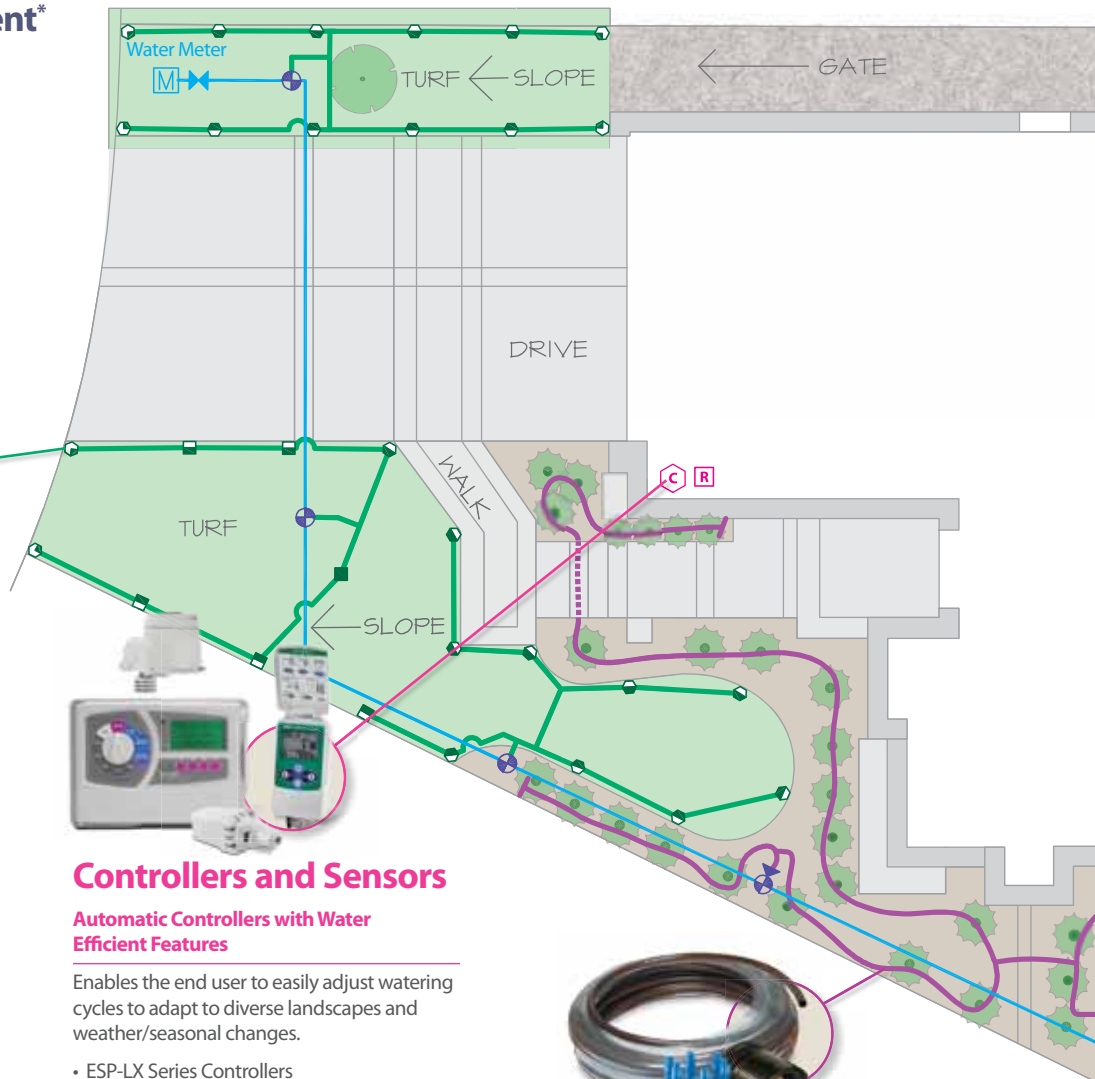 ent*
Water Meter
M
TURF
SLOPE
GATE
DRIVE
WALK
C R
TURF
SLOPE
Controllers and Sensors
Automatic Controllers with Water
Efficient Features
Enables the end user to easily adjust watering
cycles to adapt to diverse landscapes and
weather/seasonal changes.
• ESP-LX Series Controllers